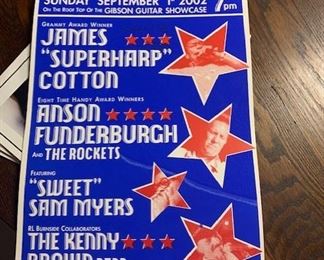 SUNDAY SEPTEMBER 1st 2002
ON THE ROOF TOP OF THE GIBSON GUITAR SHOWCASE
7pm
GRAMMY AWARD WINNER
JAMES
"SUPERHARP"
COTTON
EIGHT TIME HANDY AWARD WINNERS
ANSON
FUNDERBURGH
AND THE ROCKETS
FEATURING
"SWEET"
SAM MYERS
RL BURNSIDE COLLABORATORS
THE KENNY
BROWN